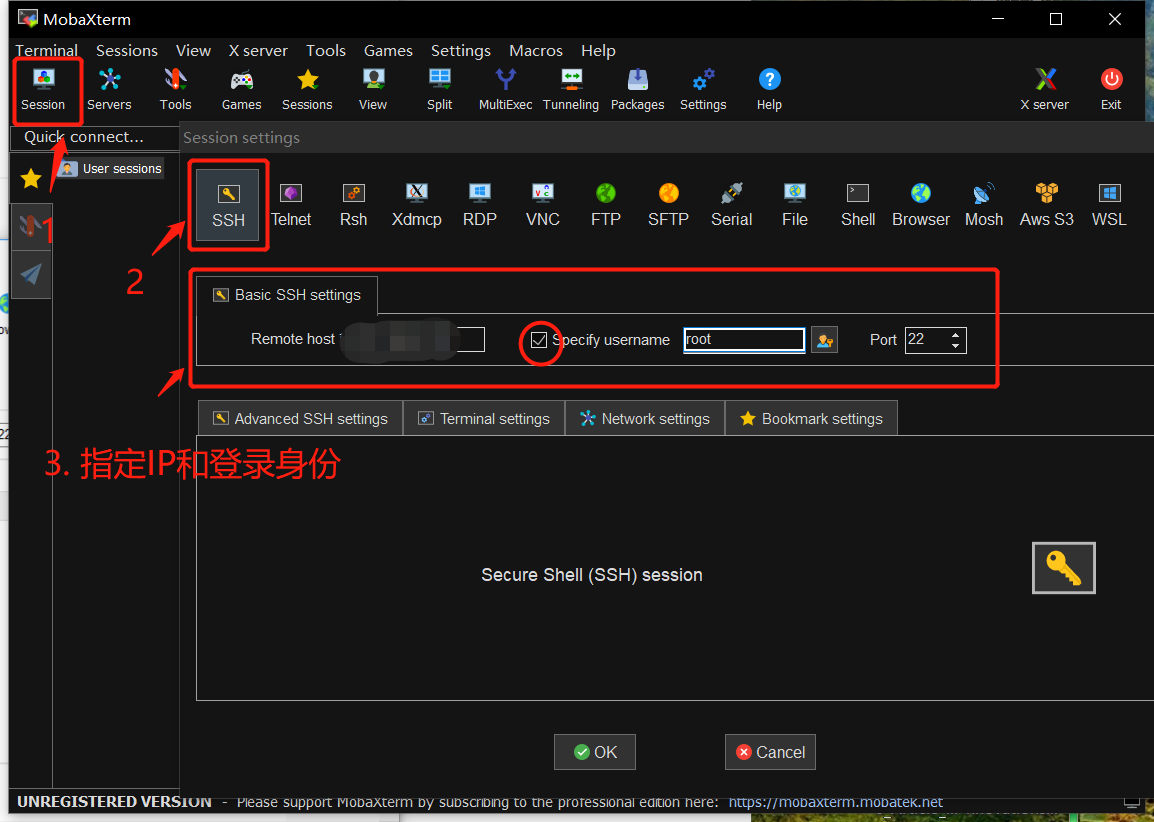 MobaXterm
Terminal Sessions View X server Tools Games Settings Macros Help
Session Servers Tools Games Sessions View Split MultiExec Tunneling Packages Settings Help X server Exit
Quick connect...
Session settings
User sessions
SSH Telnet Rsh Xdmcp RDP VNC FTP SFTP Serial File Shell Browser Mosh Aws S3 WSL
1
2
Basic SSH settings
Remote host
Specify username root Port 22
Advanced SSH settings Terminal settings Network settings Bookmark settings
3. 指定IP和登录身份
Secure Shell (SSH) session
OK Cancel
UNREGISTERED VERSION - Please support MobaXterm by subscribing to the professional edition here: https://mobaxterm.mobatek.net